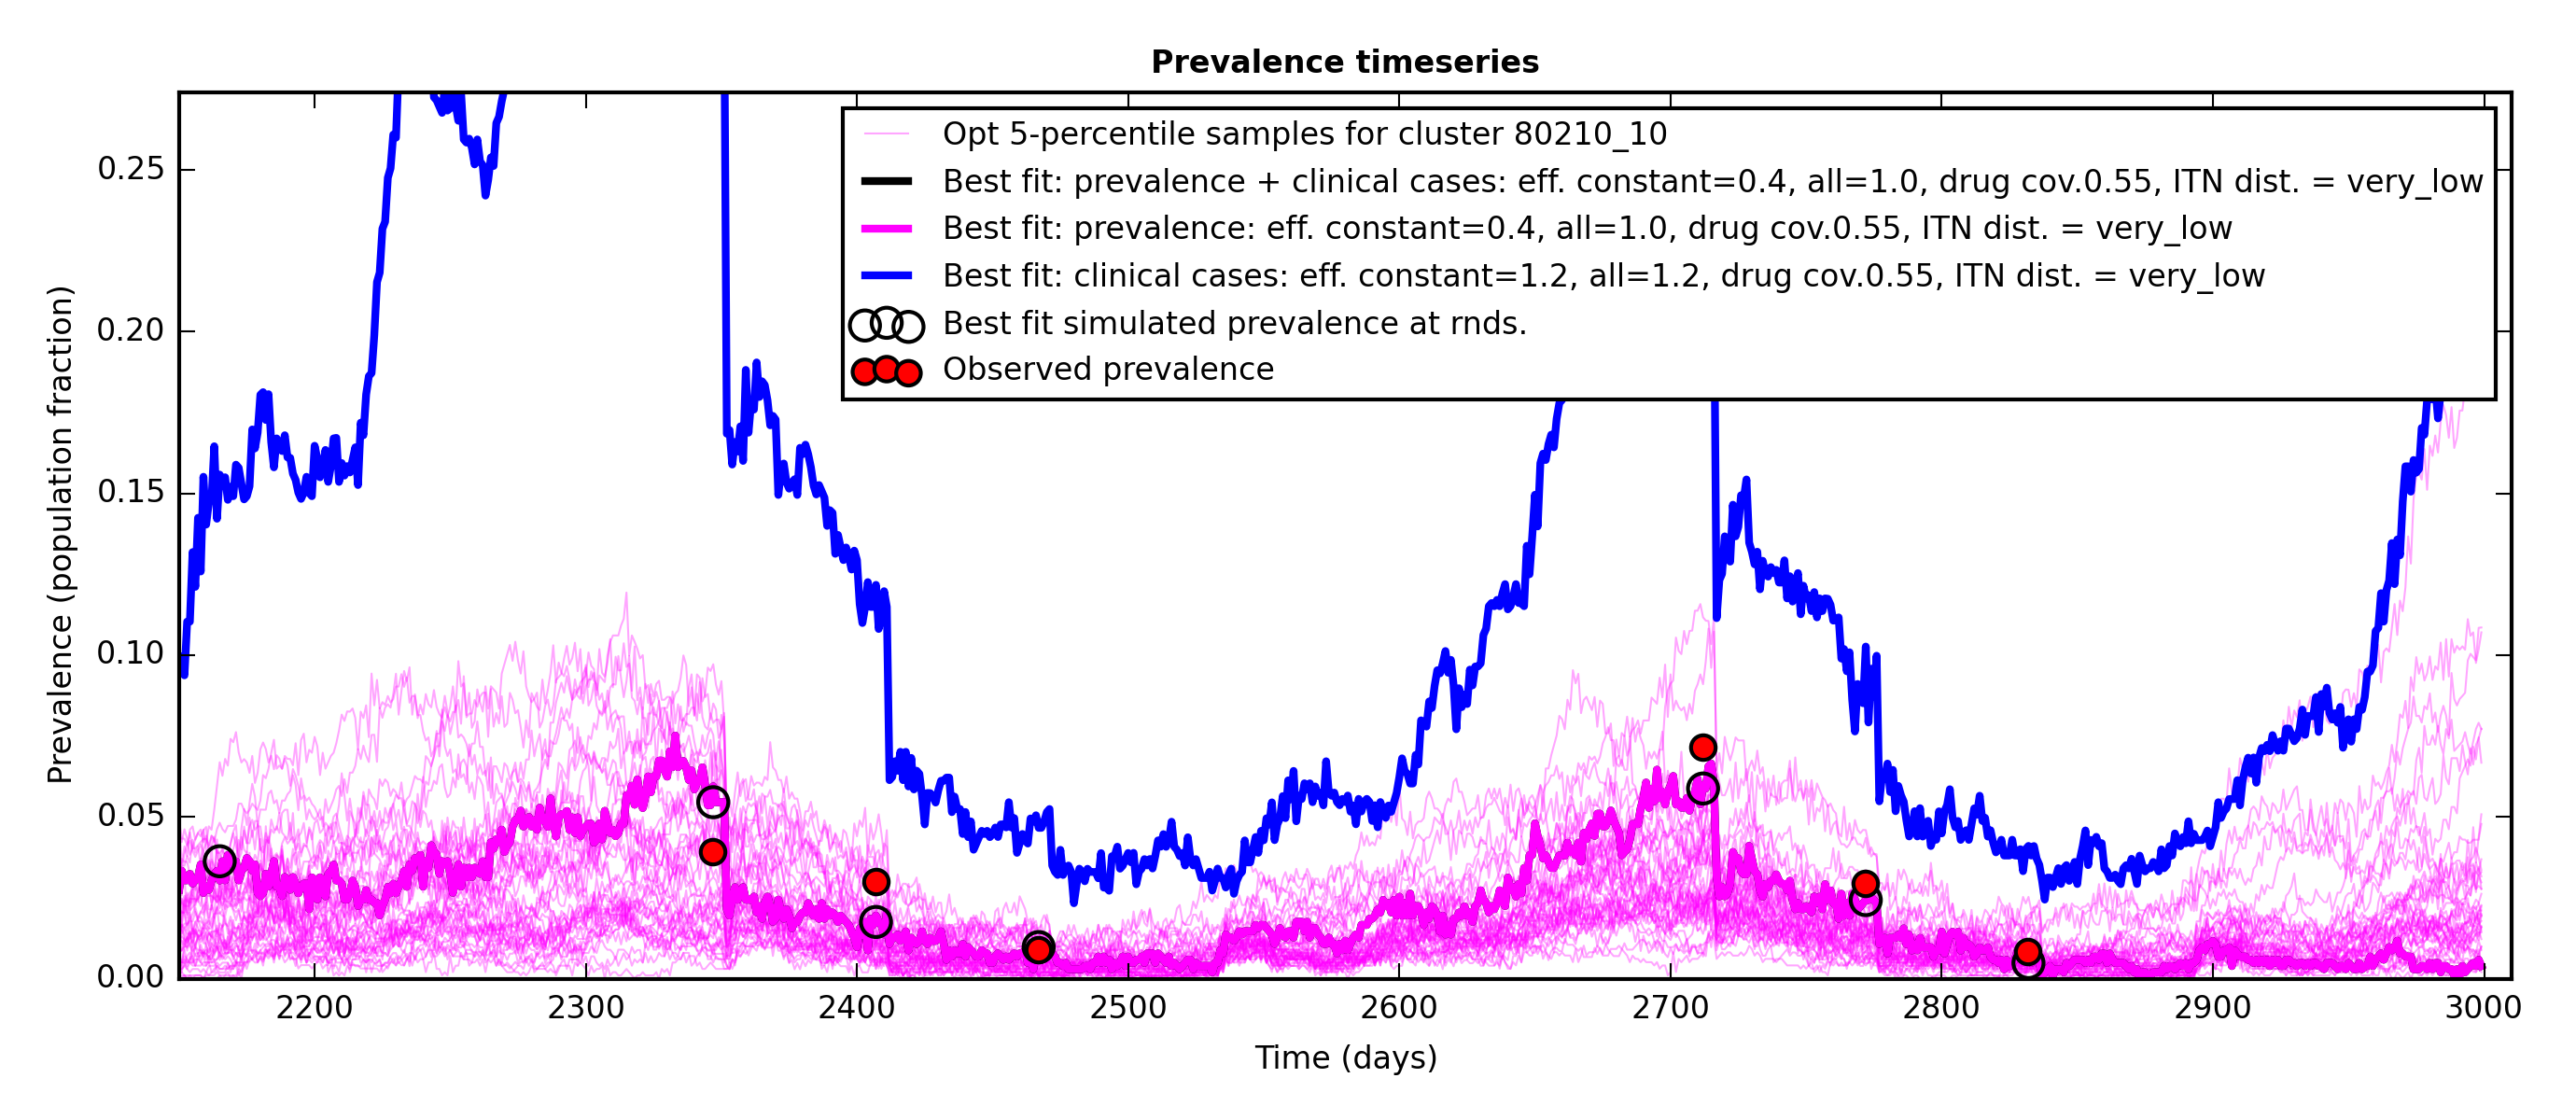 Prevalence timeseries
Opt 5-percentile samples for cluster 80210_10
Best fit: prevalence + clinical cases: eff. constant=0.4, all=1.0, drug cov.0.55, ITN dist. = very_low
Best fit: prevalence: eff. constant=0.4, all=1.0, drug cov.0.55, ITN dist. = very_low
Best fit: clinical cases: eff. constant=1.2, all=1.2, drug cov.0.55, ITN dist. = very_low
Best fit simulated prevalence at rnds.
Observed prevalence
Prevalence (population fraction)
0.25
0.20
0.15
0.10
0.05
0.00
2200 2300 2400 2500 2600 2700 2800 2900 3000
Time (days)